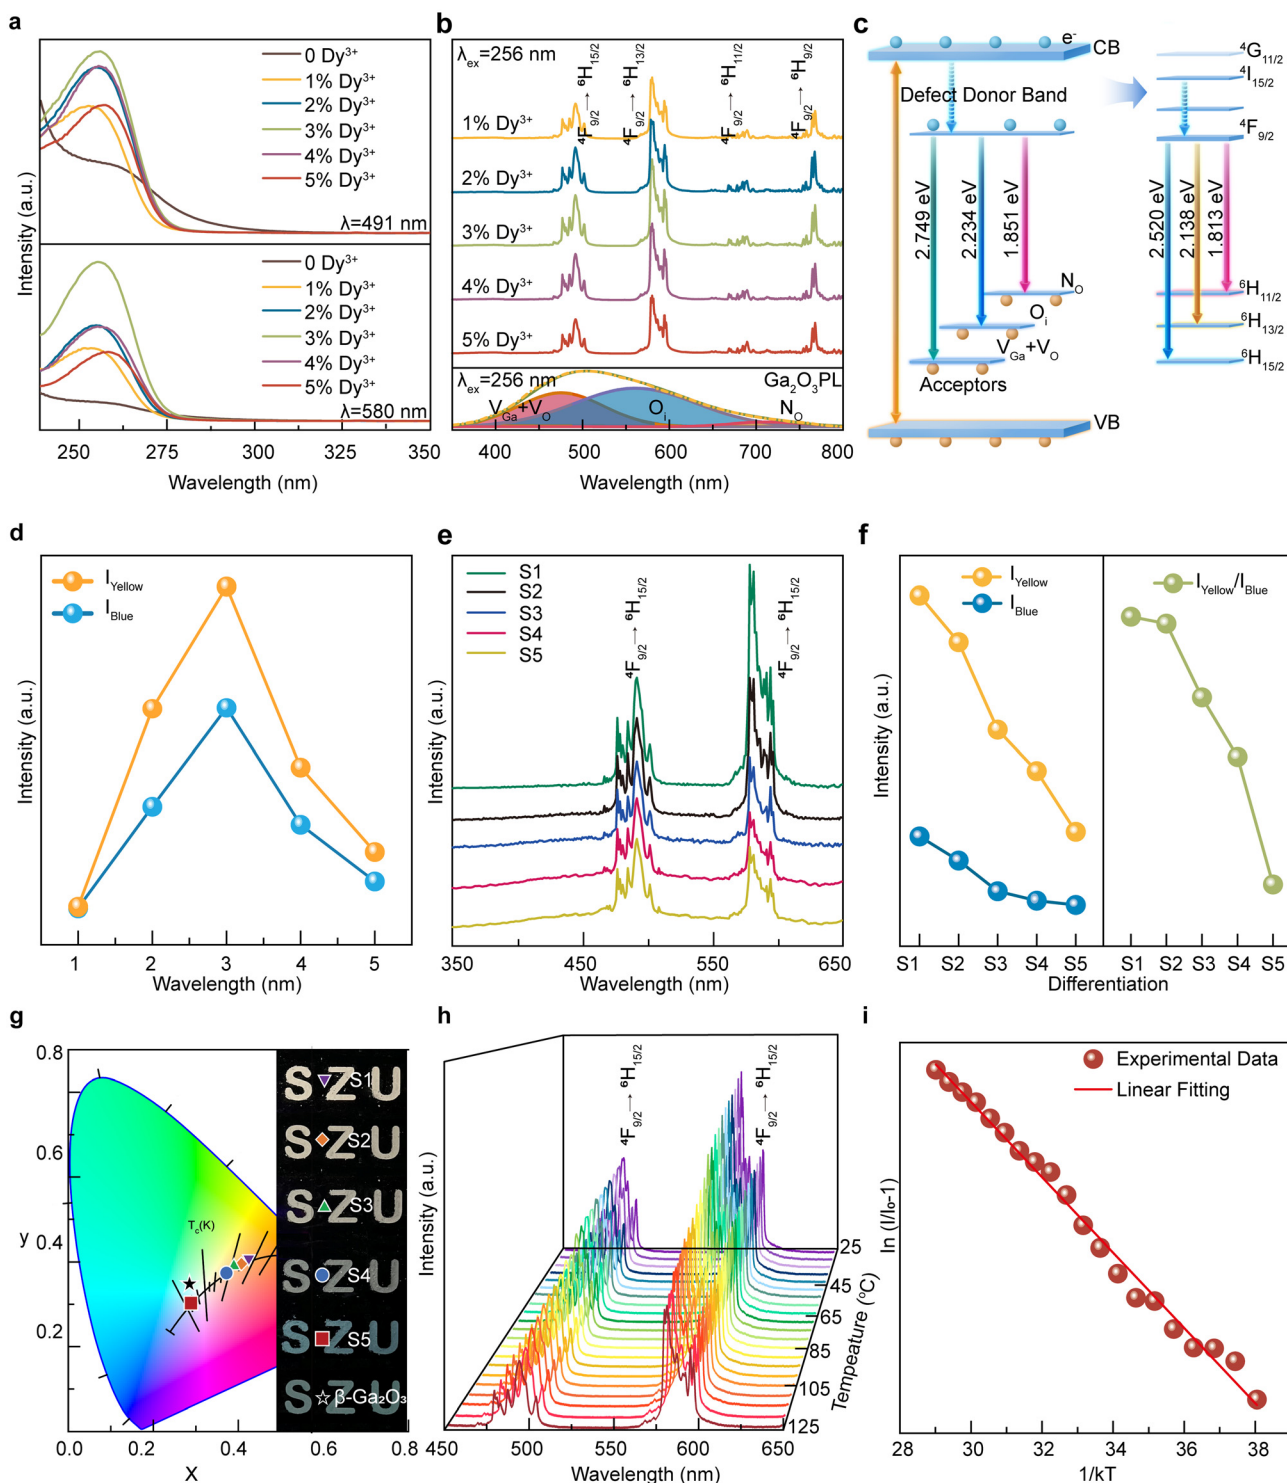 a
0 Dy³⁺
1% Dy³⁺
2% Dy³⁺
3% Dy³⁺
4% Dy³⁺
5% Dy³⁺
λ=491 nm
0 Dy³⁺
1% Dy³⁺
2% Dy³⁺
3% Dy³⁺
4% Dy³⁺
5% Dy³⁺
λ=580 nm
Intensity (a.u.)
250 275 300 325 350
Wavelength (nm)
b
λex=256 nm
⁴F9/2→⁶H15/2
⁴F9/2→⁶H13/2
⁴F9/2→⁶H11/2
⁴F9/2→⁶H9/2
1% Dy³⁺
2% Dy³⁺
3% Dy³⁺
4% Dy³⁺
5% Dy³⁺
λex=256 nm
Ga₂O₃PL
VGa+VO
Oi
NO
400 500 600 700 800
Wavelength (nm)
c
e⁻
CB
Defect Donor Band
2.749 eV
2.234 eV
1.851 eV
NO
Oi
VGa+VO
Acceptors
VB
⁴G11/2
⁴I15/2
⁴F9/2
2.520 eV
2.138 eV
1.813 eV
⁶H11/2
⁶H13/2
⁶H15/2
d
IYellow
IBlue
Intensity (a.u.)
1 2 3 4 5
Wavelength (nm)
e
S1
S2
S3
S4
S5
⁴F9/2→⁶H15/2
⁴F9/2→⁶H15/2
Intensity (a.u.)
350 450 550 650
Wavelength (nm)
f
IYellow
IBlue
IYellow/IBlue
Intensity (a.u.)
S1 S2 S3 S4 S5 S1 S2 S3 S4 S5
Differentiation
g
0.8
0.6
0.4
0.2
y
Tc(K)
SZU S1
SZU S2
SZU S3
SZU S4
SZU S5
SZU β-Ga₂O₃
0.0 0.2 0.4 0.6 0.8
X
h
⁴F9/2→⁶H15/2
⁴F9/2→⁶H15/2
Intensity (a.u.)
25
45
65
85
105
125
Tempeature (°C)
450 500 550 600 650
Wavelength (nm)
i
Experimental Data
Linear Fitting
ln (I/I₀-1)
28 30 32 34 36 38
1/kT